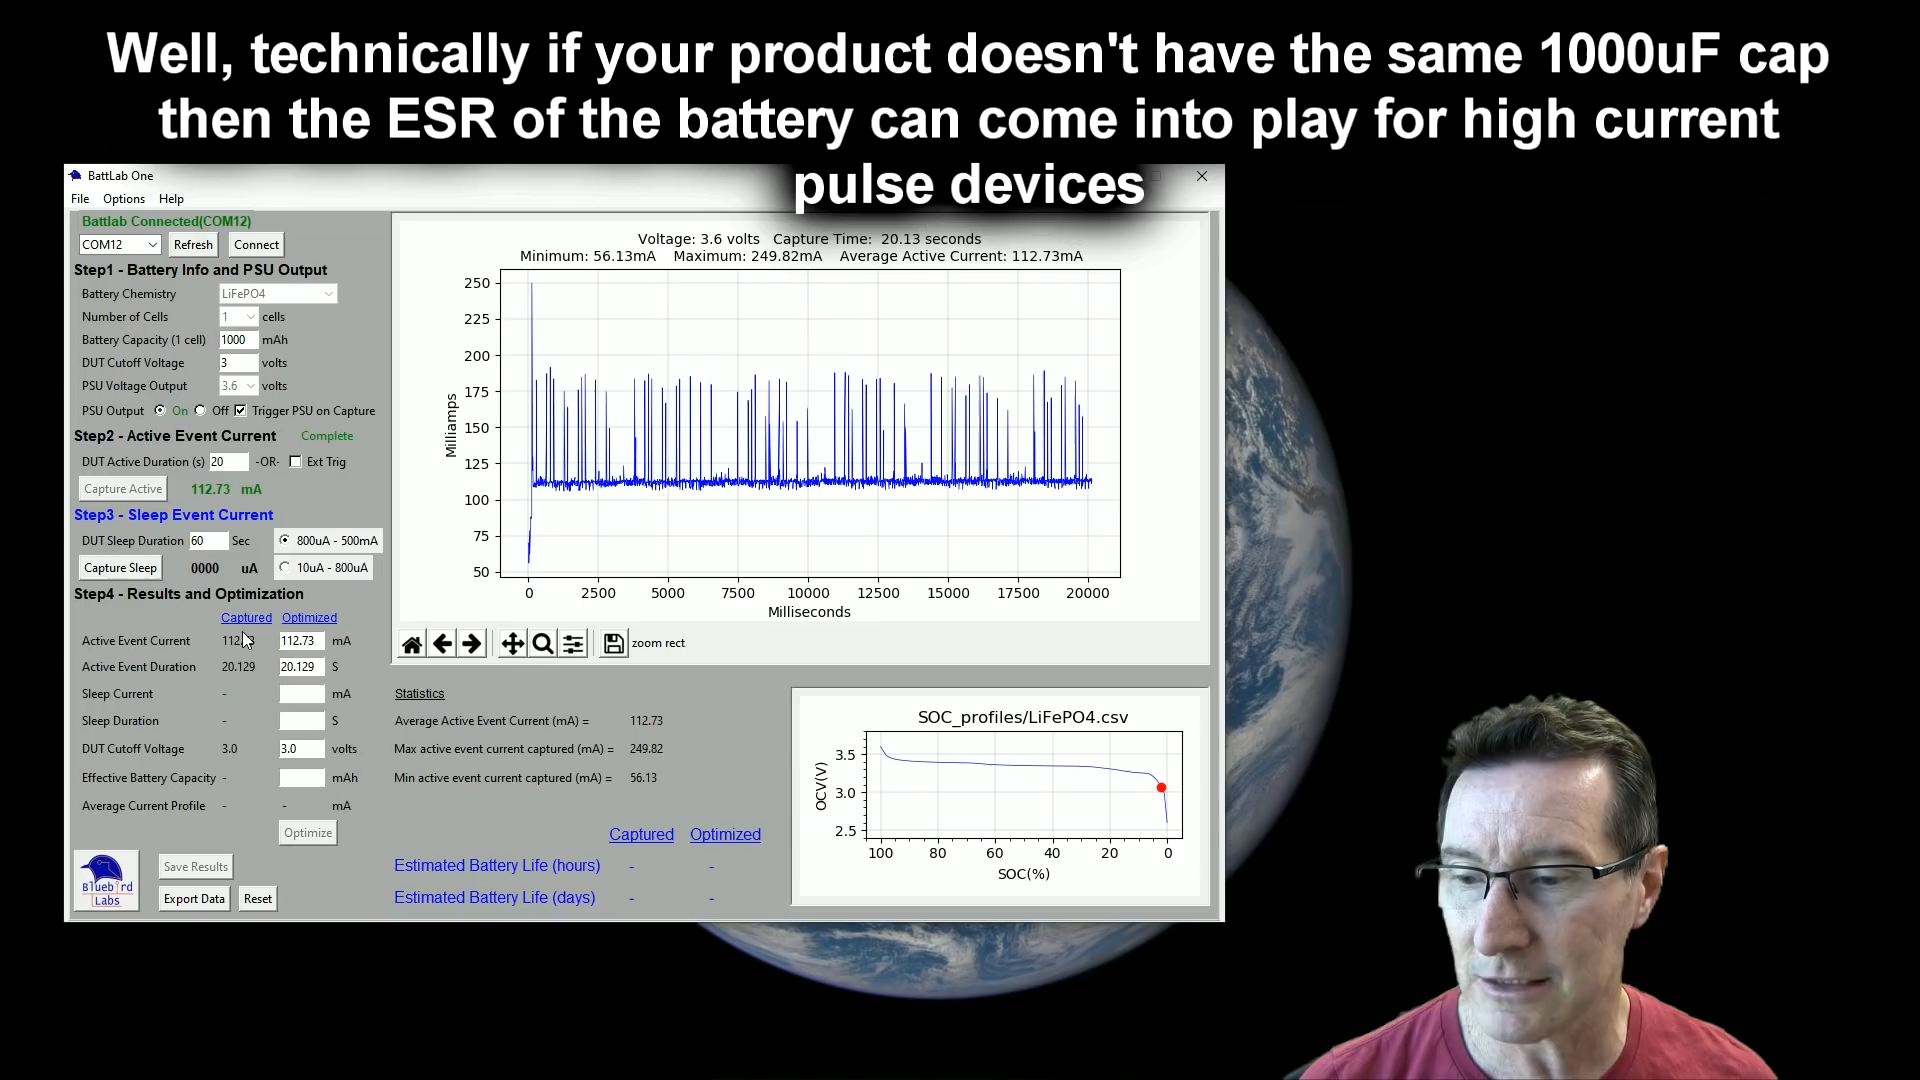 Well, technically if your product doesn't have the same 1000uF cap
then the ESR of the battery can come into play for high current
pulse devices
BattLab One
File Options Help
Battlab Connected(COM12)
COM12 Refresh Connect
Step1 - Battery Info and PSU Output
Battery Chemistry LiFePO4
Number of Cells 1 cells
Battery Capacity (1 cell) 1000 mAh
DUT Cutoff Voltage 3 volts
PSU Voltage Output 3.6 volts
PSU Output On Off Trigger PSU on Capture
Step2 - Active Event Current Complete
DUT Active Duration (s) 20 -OR- Ext Trig
Capture Active 112.73 mA
Step3 - Sleep Event Current
DUT Sleep Duration 60 Sec 800uA - 500mA
Capture Sleep 0000 uA 10uA - 800uA
Step4 - Results and Optimization
Captured Optimized
Active Event Current 112.73 mA
Active Event Duration 20.129 20.129 S
Sleep Current - mA
Sleep Duration - S
DUT Cutoff Voltage 3.0 3.0 volts
Effective Battery Capacity - mAh
Average Current Profile - - mA
Optimize
Bluebird
Labs
Save Results
Export Data Reset
Voltage: 3.6 volts Capture Time: 20.13 seconds
Minimum: 56.13mA Maximum: 249.82mA Average Active Current: 112.73mA
Milliamps
250
225
200
175
150
125
100
75
50
0 2500 5000 7500 10000 12500 15000 17500 20000
Milliseconds
zoom rect
Statistics
Average Active Event Current (mA) = 112.73
Max active event current captured (mA) = 249.82
Min active event current captured (mA) = 56.13
Captured Optimized
Estimated Battery Life (hours) - -
Estimated Battery Life (days) - -
SOC_profiles/LiFePO4.csv
OCV(V)
3.5
3.0
2.5
100 80 60 40 20 0
SOC(%)